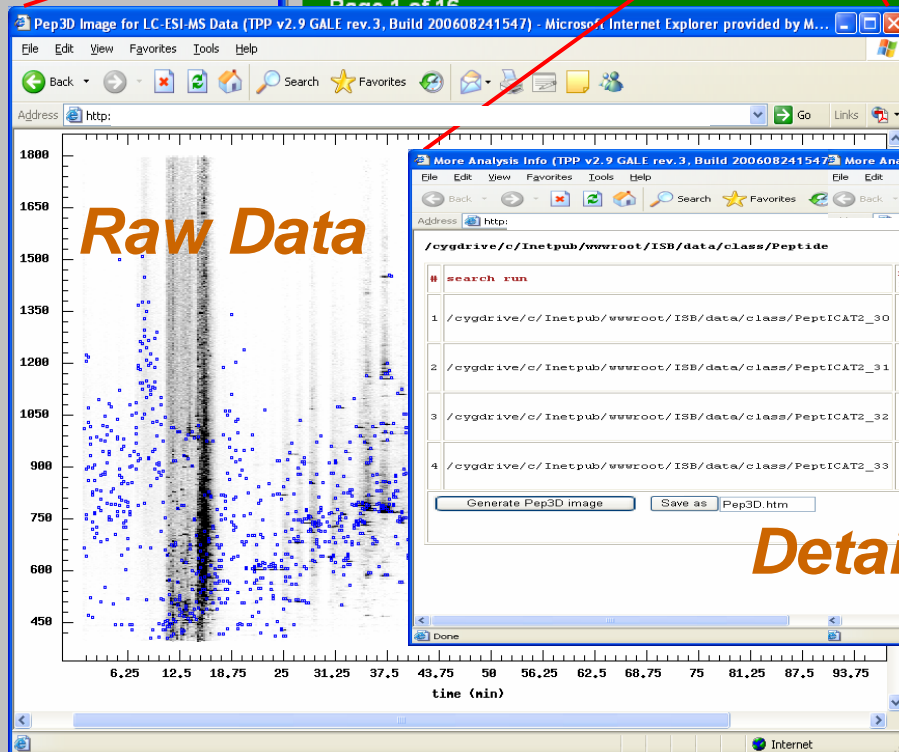 Page 1 of 16
Pep3D Image for LC-ESI-MS Data (TPP v2.9 GALE rev.3, Build 200608241547) - Microsoft Internet Explorer provided by M...
File Edit View Favorites Tools Help
Back Search Favorites
Address http: Go Links
1800
1650
1500
1350
1200
1050
900
750
600
450
Raw Data
6.25 12.5 18.75 25 31.25 37.5 43.75 50 56.25 62.5 68.75 75 81.25 87.5 93.75
time (min)
More Analysis Info (TPP v2.9 GALE rev.3, Build 200608241547
File Edit View Favorites Tools Help
Back Search Favorites
Address http:
/cygdrive/c/Inetpub/wwwroot/ISB/data/class/Peptide
# search run
1 /cygdrive/c/Inetpub/wwwroot/ISB/data/class/PeptICAT2_30
2 /cygdrive/c/Inetpub/wwwroot/ISB/data/class/PeptICAT2_31
3 /cygdrive/c/Inetpub/wwwroot/ISB/data/class/PeptICAT2_32
4 /cygdrive/c/Inetpub/wwwroot/ISB/data/class/PeptICAT2_33
Generate Pep3D image Save as Pep3D.htm
Detai
Done
More Ana
File Edit
Back
Internet